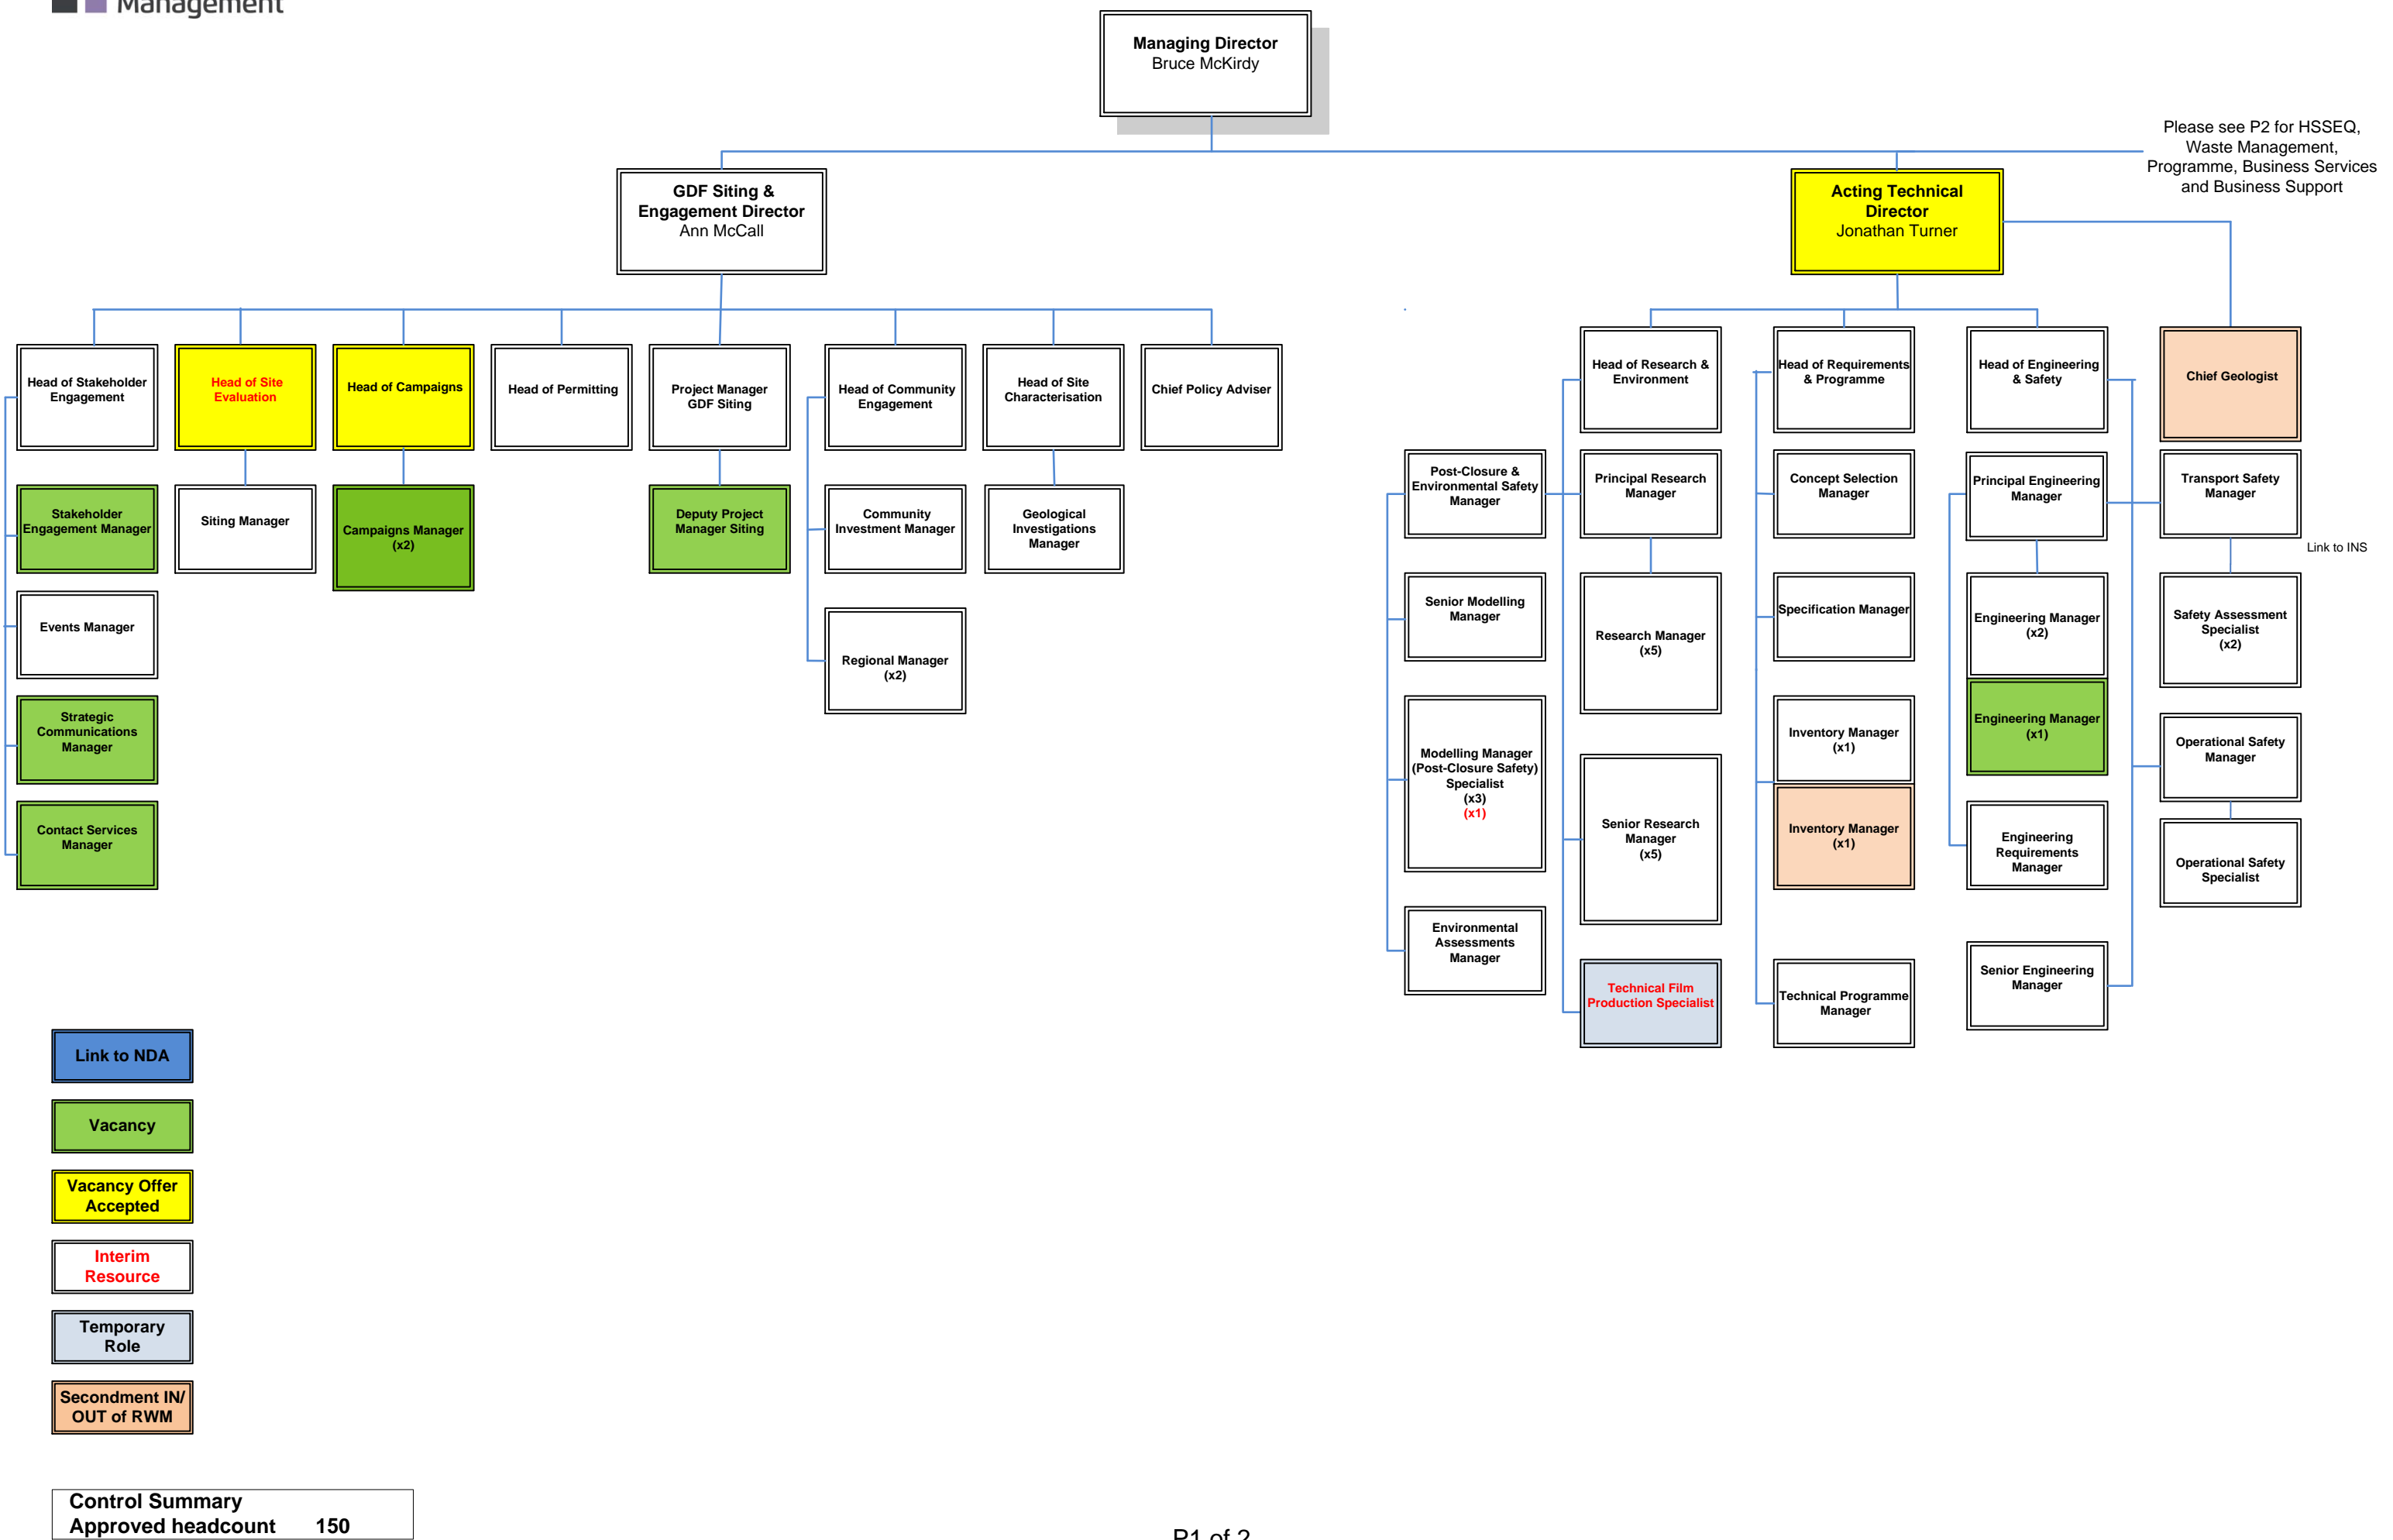 Management
Managing Director
Bruce McKirdy
Please see P2 for HSSEQ,
Waste Management,
Programme, Business Services
and Business Support
GDF Siting &
Engagement Director
Ann McCall
Acting Technical
Director
Jonathan Turner
Head of Stakeholder
Engagement
Head of Site
Evaluation
Head of Campaigns
Head of Permitting
Project Manager
GDF Siting
Head of Community
Engagement
Head of Site
Characterisation
Chief Policy Adviser
Head of Research &
Environment
Head of Requirements
& Programme
Head of Engineering
& Safety
Chief Geologist
Stakeholder
Engagement Manager
Siting Manager
Campaigns Manager
(x2)
Deputy Project
Manager Siting
Community
Investment Manager
Geological
Investigations
Manager
Post-Closure &
Environmental Safety
Manager
Principal Research
Manager
Concept Selection
Manager
Principal Engineering
Manager
Transport Safety
Manager
Link to INS
Events Manager
Regional Manager
(x2)
Senior Modelling
Manager
Research Manager
(x5)
Specification Manager
Engineering Manager
(x2)
Safety Assessment
Specialist
(x2)
Strategic
Communications
Manager
Modelling Manager
(Post-Closure Safety)
Specialist
(x3)
(x1)
Inventory Manager
(x1)
Engineering Manager
(x1)
Operational Safety
Manager
Contact Services
Manager
Senior Research
Manager
(x5)
Inventory Manager
(x1)
Engineering
Requirements
Manager
Operational Safety
Specialist
Environmental
Assessments
Manager
Technical Film
Production Specialist
Technical Programme
Manager
Senior Engineering
Manager
Link to NDA
Vacancy
Vacancy Offer
Accepted
Interim
Resource
Temporary
Role
Secondment IN/
OUT of RWM
Control Summary
Approved headcount 150
P1 of 2